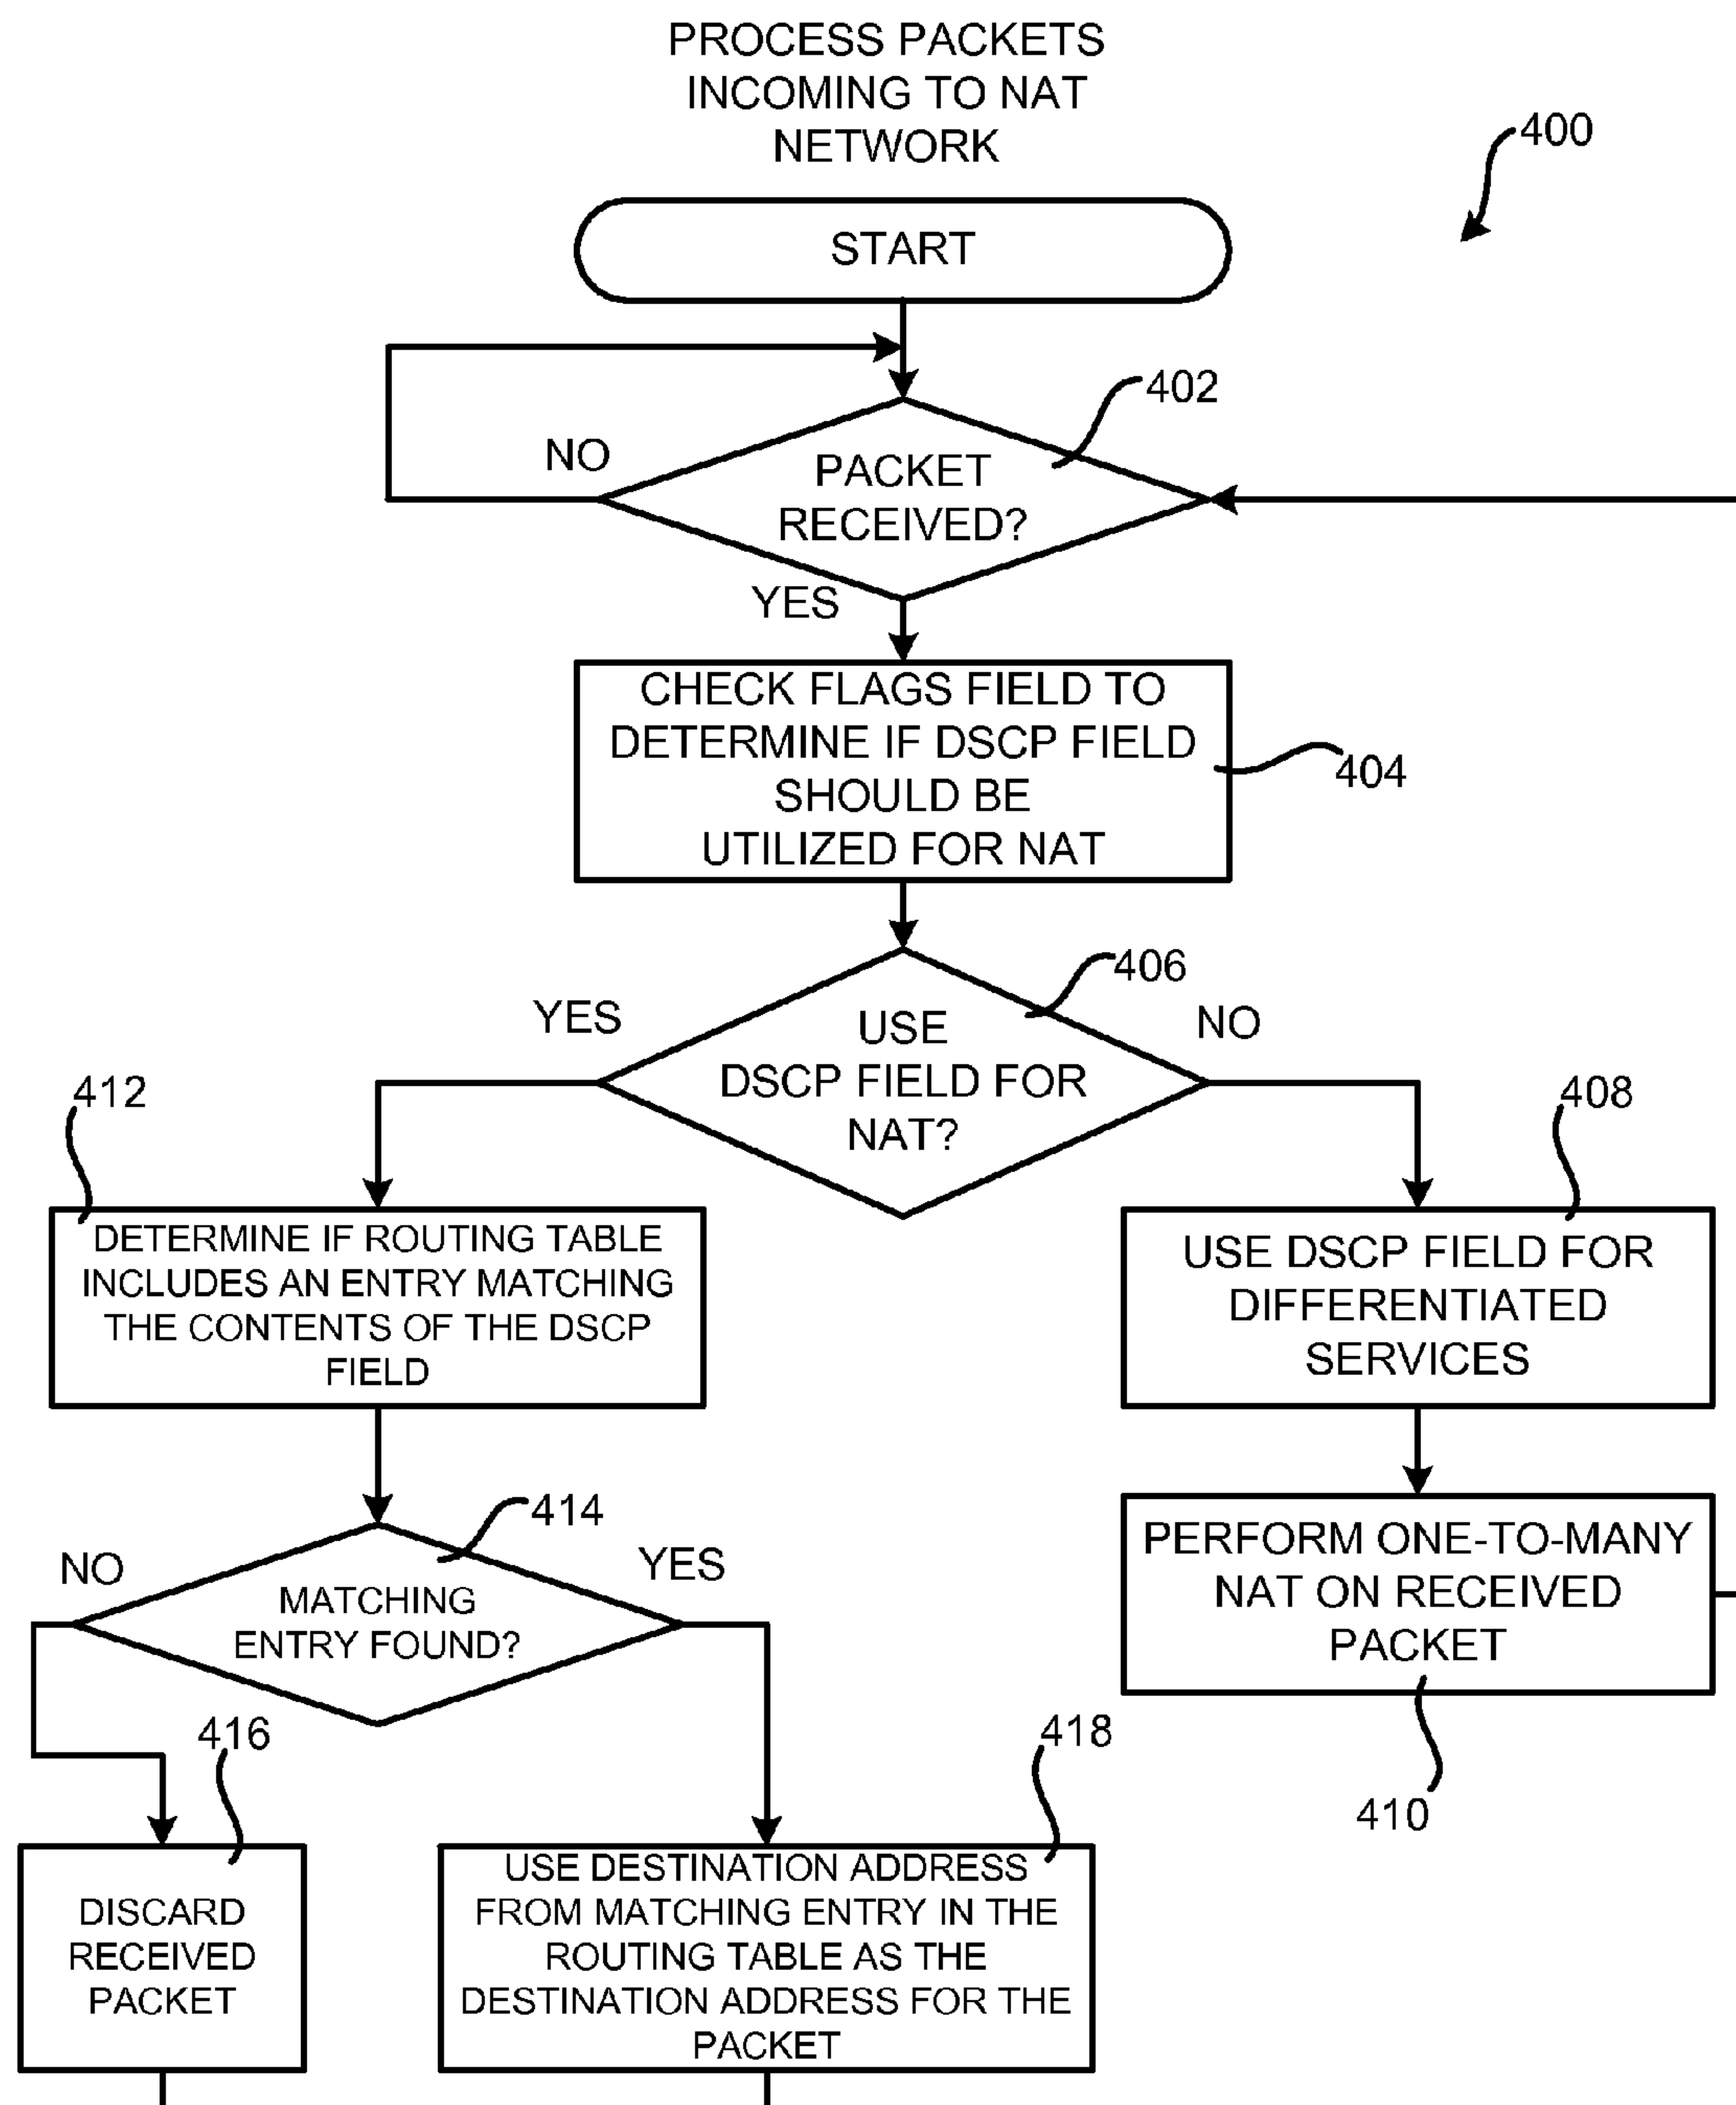 PROCESS PACKETS
INCOMING TO NAT
NETWORK
400
START
402
NO
PACKET
RECEIVED?
YES
CHECK FLAGS FIELD TO
DETERMINE IF DSCP FIELD
SHOULD BE
UTILIZED FOR NAT
404
406
YES
NO
USE
DSCP FIELD FOR
NAT?
412
408
DETERMINE IF ROUTING TABLE
INCLUDES AN ENTRY MATCHING
THE CONTENTS OF THE DSCP
FIELD
USE DSCP FIELD FOR
DIFFERENTIATED
SERVICES
414
NO
YES
MATCHING
ENTRY FOUND?
PERFORM ONE-TO-MANY
NAT ON RECEIVED
PACKET
410
416
418
DISCARD
RECEIVED
PACKET
USE DESTINATION ADDRESS
FROM MATCHING ENTRY IN THE
ROUTING TABLE AS THE
DESTINATION ADDRESS FOR THE
PACKET